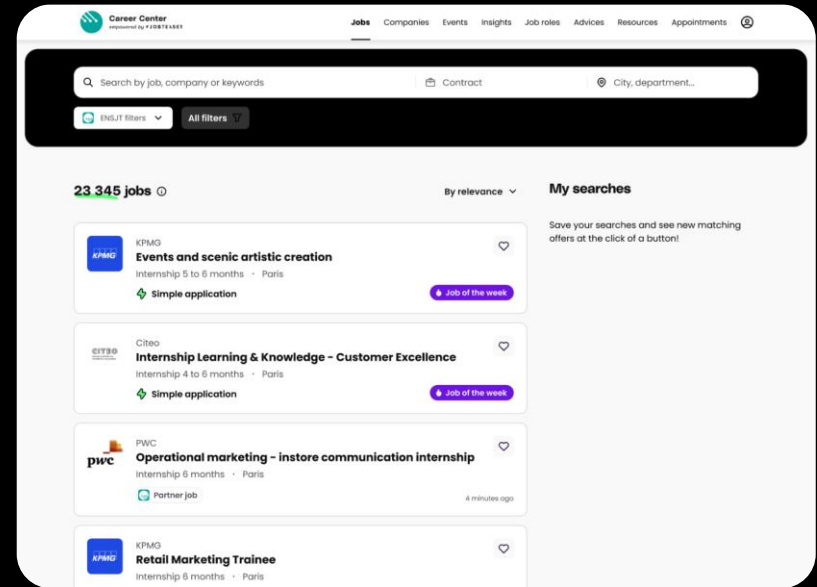 Career Center
empowered by JOBTEASER
Jobs Companies Events Insights Job roles Advices Resources Appointments
Search by job, company or keywords Contract City, department...
ENSJT filters All filters
23 345 jobs By relevance My searches
Save your searches and see new matching
offers at the click of a button!
KPMG
KPMG
Events and scenic artistic creation
Internship 5 to 6 months · Paris
Simple application Job of the week
CITEO
Citeo
Internship Learning & Knowledge - Customer Excellence
Internship 4 to 6 months · Paris
Simple application Job of the week
pwc
PWC
Operational marketing - instore communication internship
Internship 6 months · Paris
Partner job 4 minutes ago
KPMG
KPMG
Retail Marketing Trainee
Internship 6 months · Paris